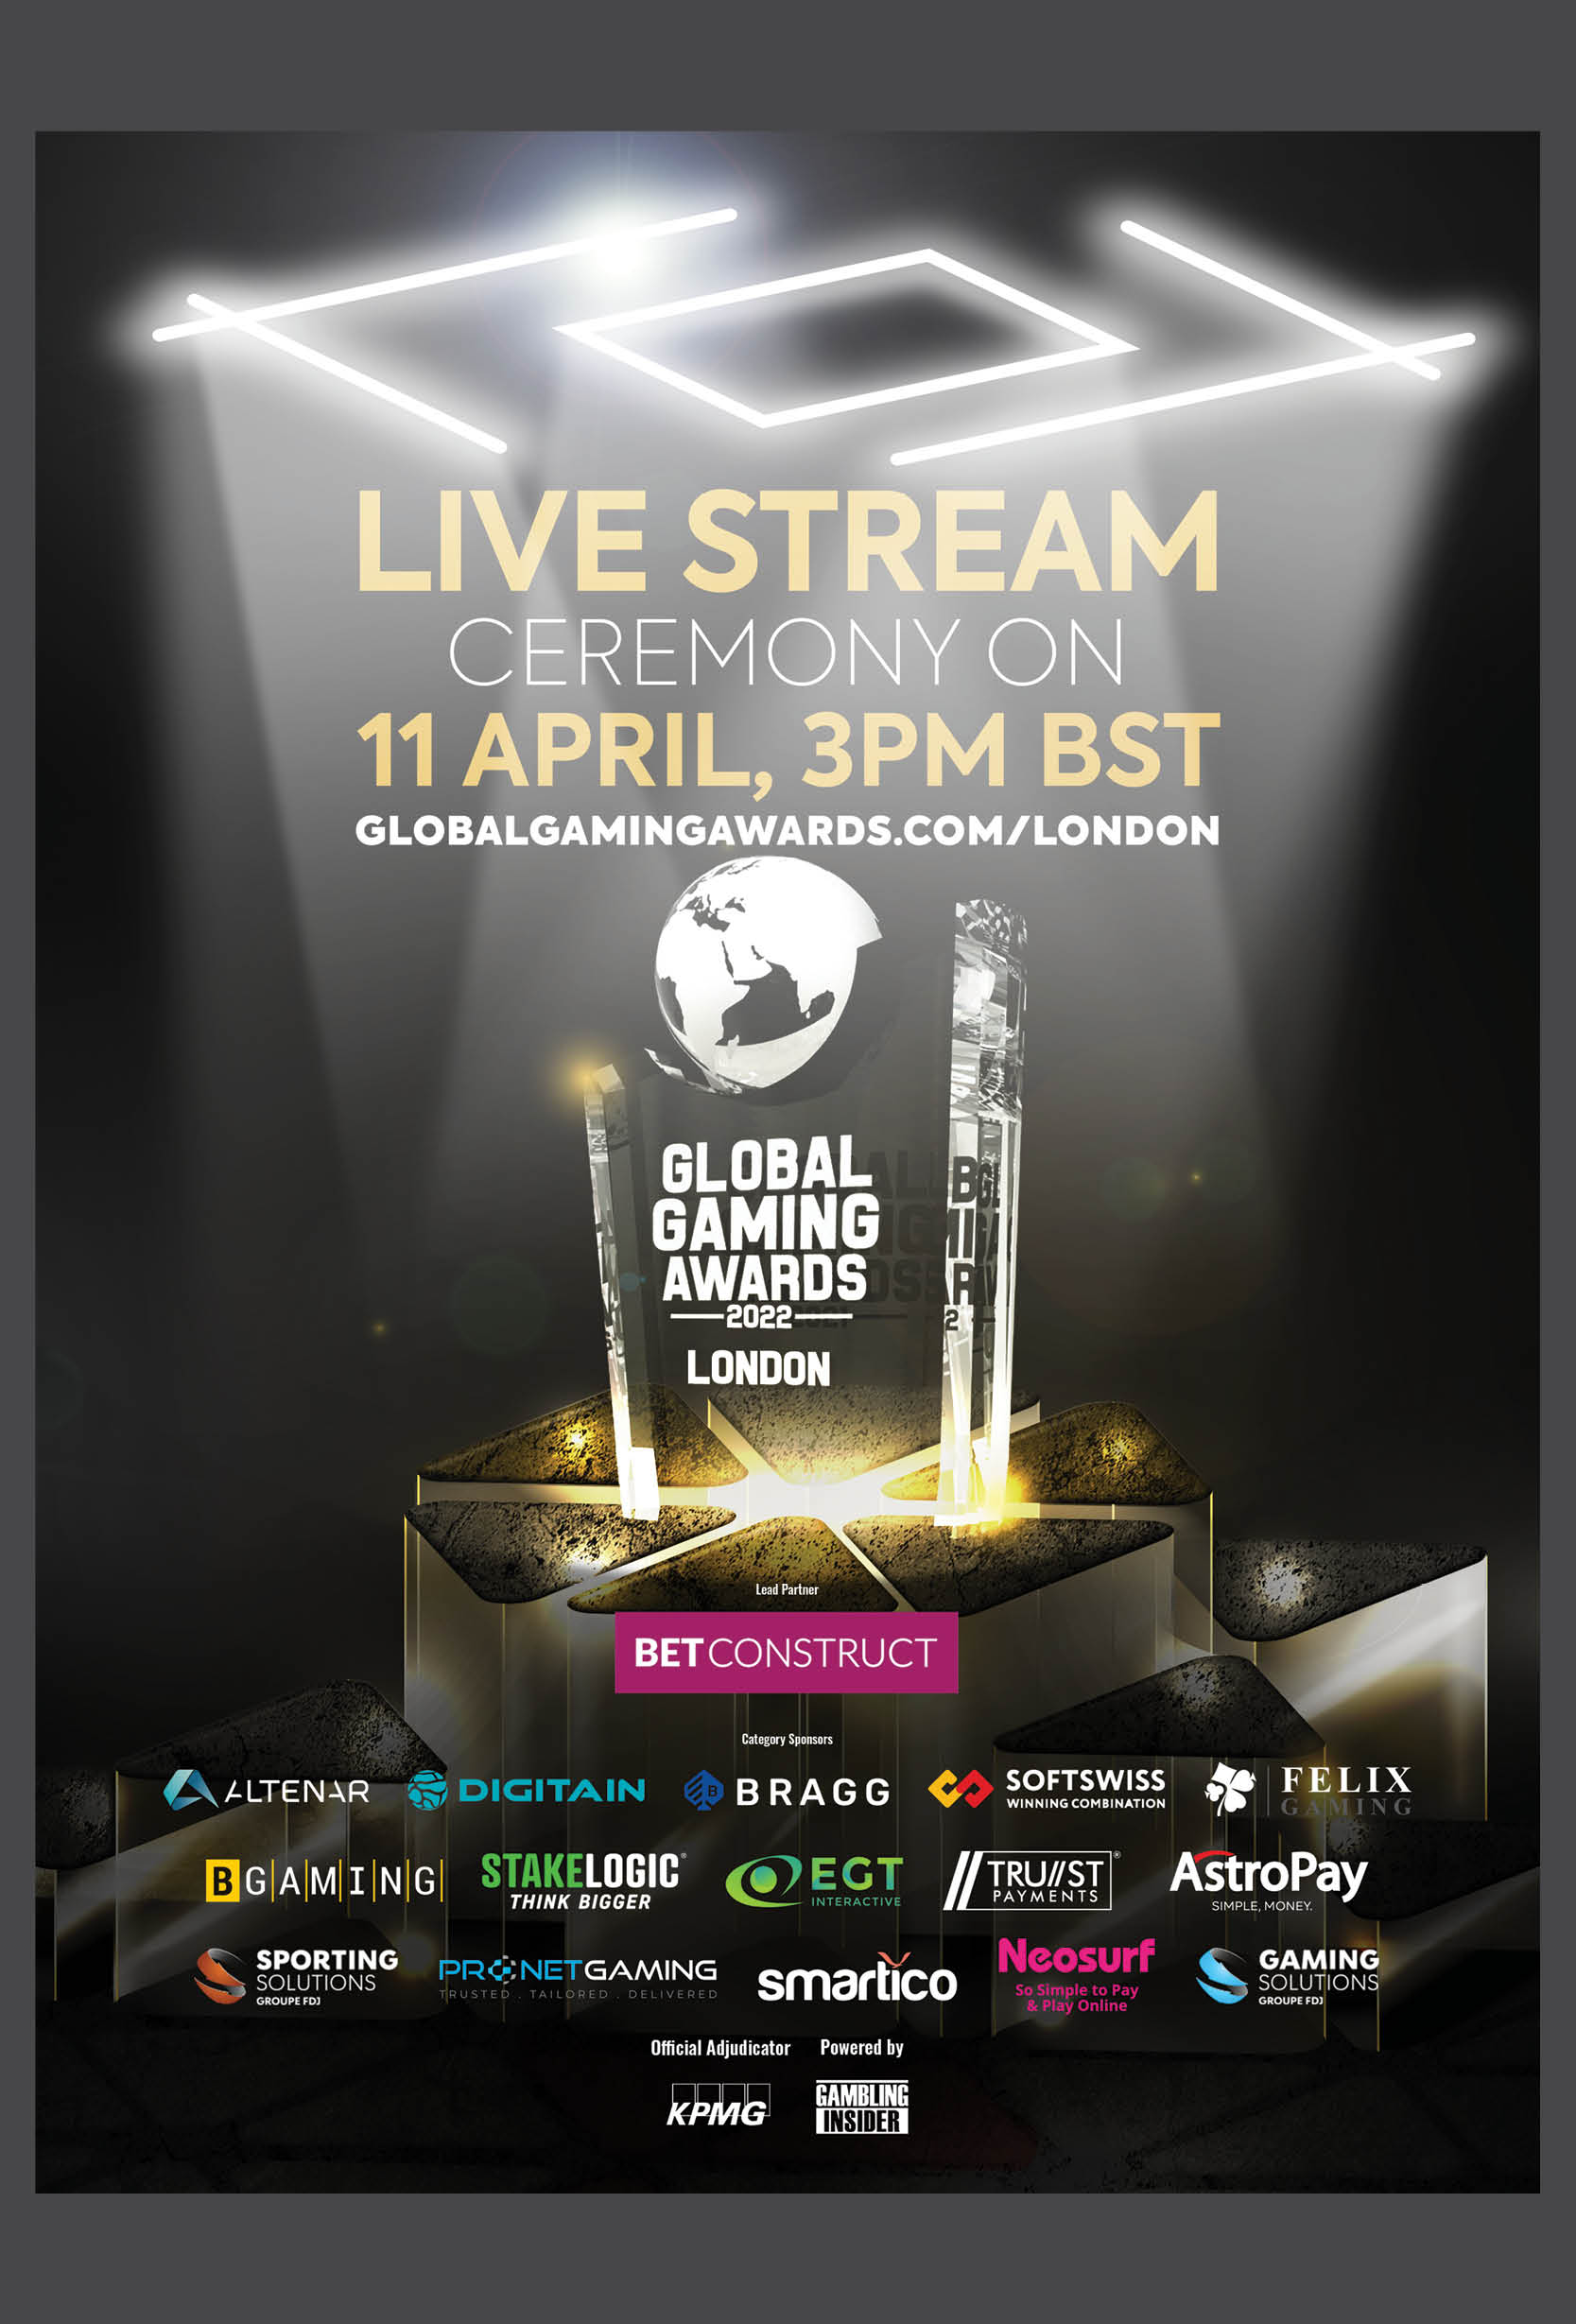 LIVE STREAM
CEREMONY ON
11 APRIL, 3PM BST
GLOBALGAMINGAWARDS.COM/LONDON
GLOBAL
GAMING
AWARDS
2022
LONDON
Lead Partner
BETCONSTRUCT
Category Sponsors
ALTENAR DIGITAIN BRAGG SOFTSWISS WINNING COMBINATION FELIX GAMING
BGAMING STAKELOGIC® THINK BIGGER EGT INTERACTIVE TRU//ST PAYMENTS ® AstroPay SIMPLE, MONEY.
SPORTING SOLUTIONS GROUPE FDJ PRONETGAMING TRUSTED . TAILORED . DELIVERED smartico Neosurf So Simple to Pay & Play Online GAMING SOLUTIONS GROUPE FDJ
Official Adjudicator Powered by
KPMG GAMBLING INSIDER